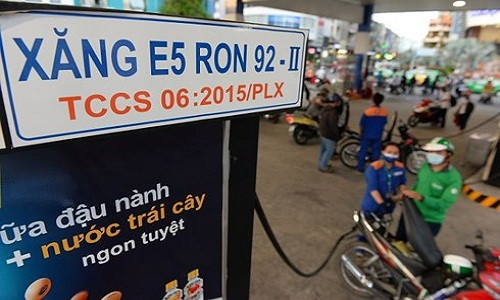 XĂNG E5 RON 92 - II
TCCS 06:2015/PLX
ữa đậu nành
+ nước trái cây
ngon tuyệt